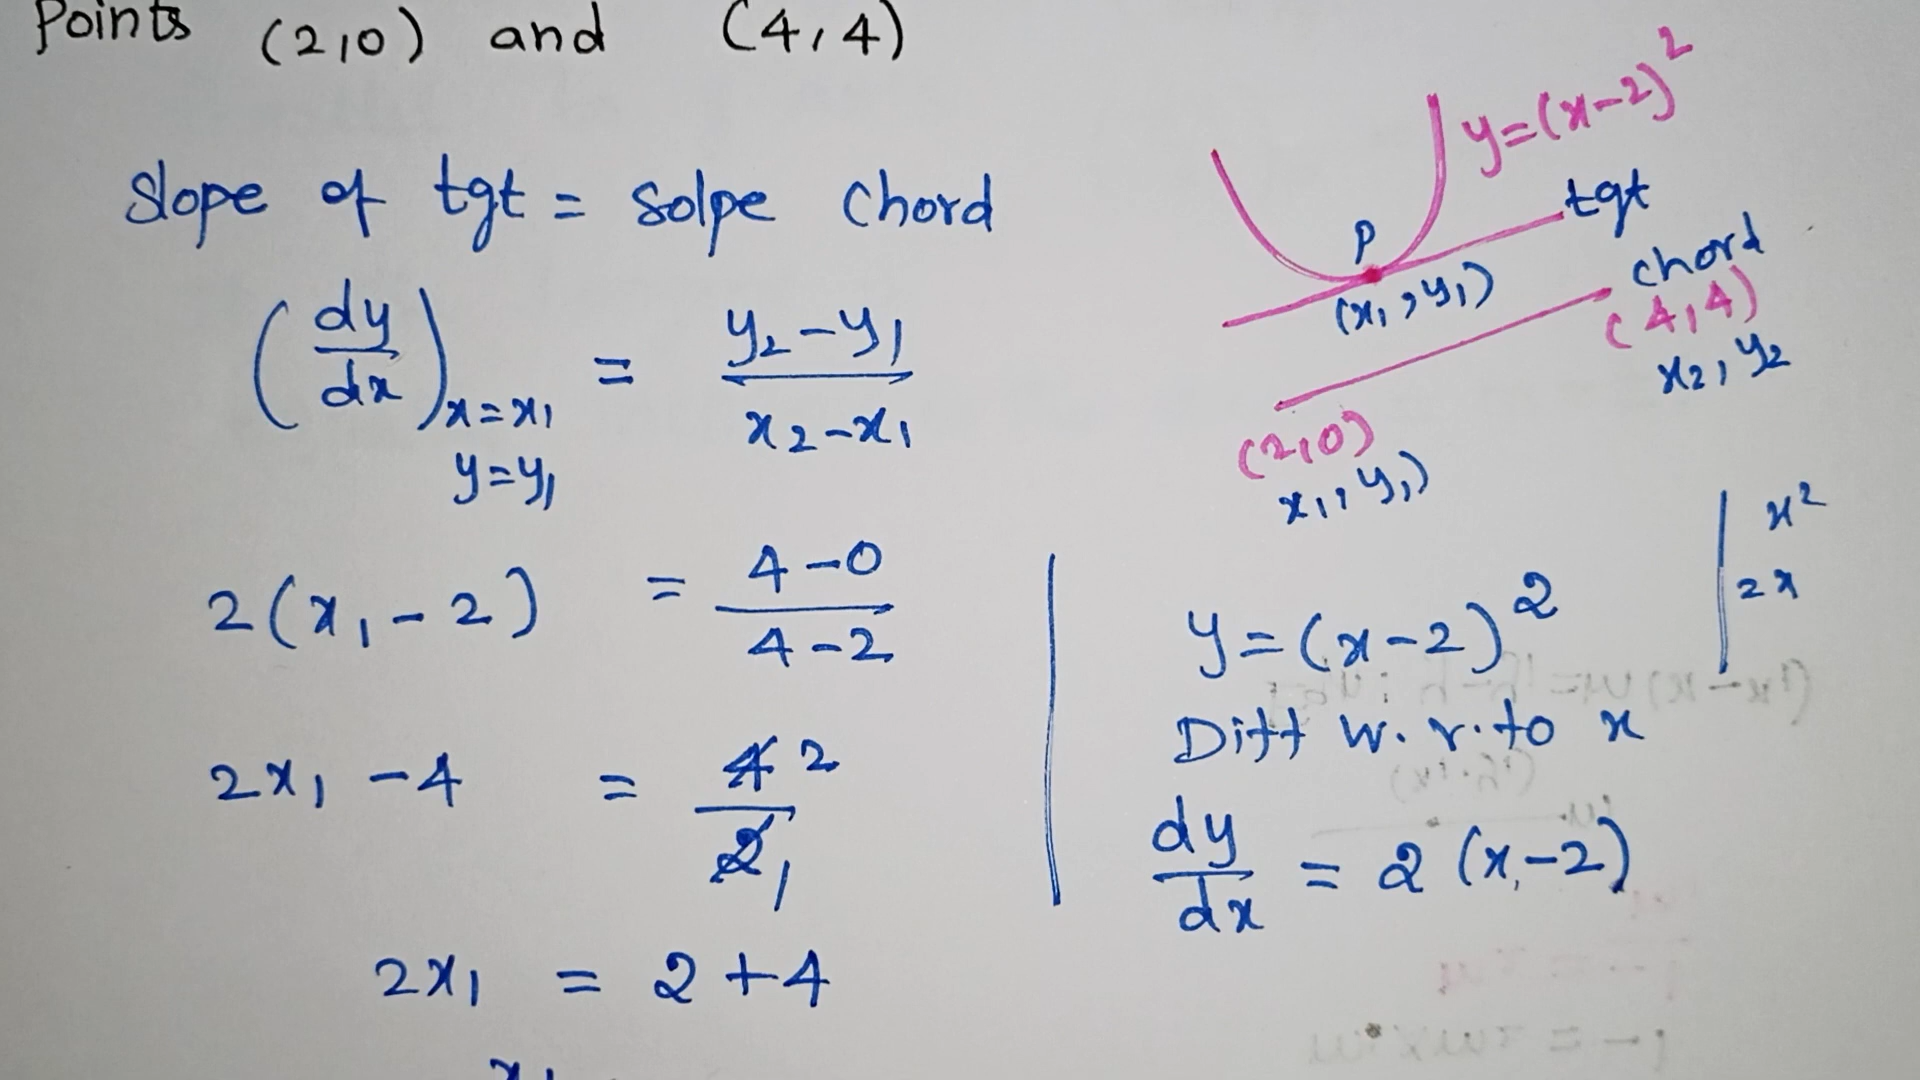 Points (2,0) and (4,4)
Slope of tgt = Solpe Chord
(dy/dx) x=x₁ y=y₁ = y₂-y₁ / x₂-x₁
2(x₁-2) = 4-0 / 4-2
2x₁ -4 = 4 2 / 2 1
2x₁ = 2+4
x₁
y=(x-2)²
tgt
P
(x₁,y₁)
chord
(4,4)
x₂, y₂
(2,0)
x₁, y₁)
x²
2x
y=(x-2)²
Diff w.r.to x
dy/dx = 2(x-2)